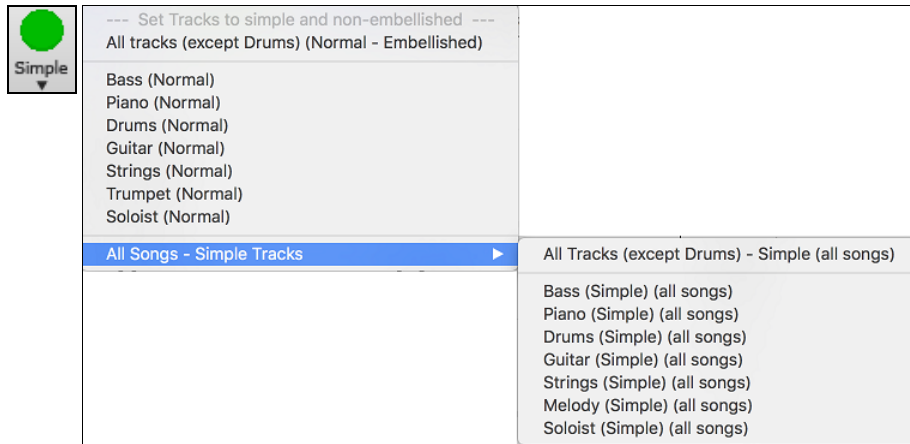 Simple
--- Set Tracks to simple and non-embellished ---
All tracks (except Drums) (Normal - Embellished)
Bass (Normal)
Piano (Normal)
Drums (Normal)
Guitar (Normal)
Strings (Normal)
Trumpet (Normal)
Soloist (Normal)
All Songs - Simple Tracks
All Tracks (except Drums) - Simple (all songs)
Bass (Simple) (all songs)
Piano (Simple) (all songs)
Drums (Simple) (all songs)
Guitar (Simple) (all songs)
Strings (Simple) (all songs)
Melody (Simple) (all songs)
Soloist (Simple) (all songs)